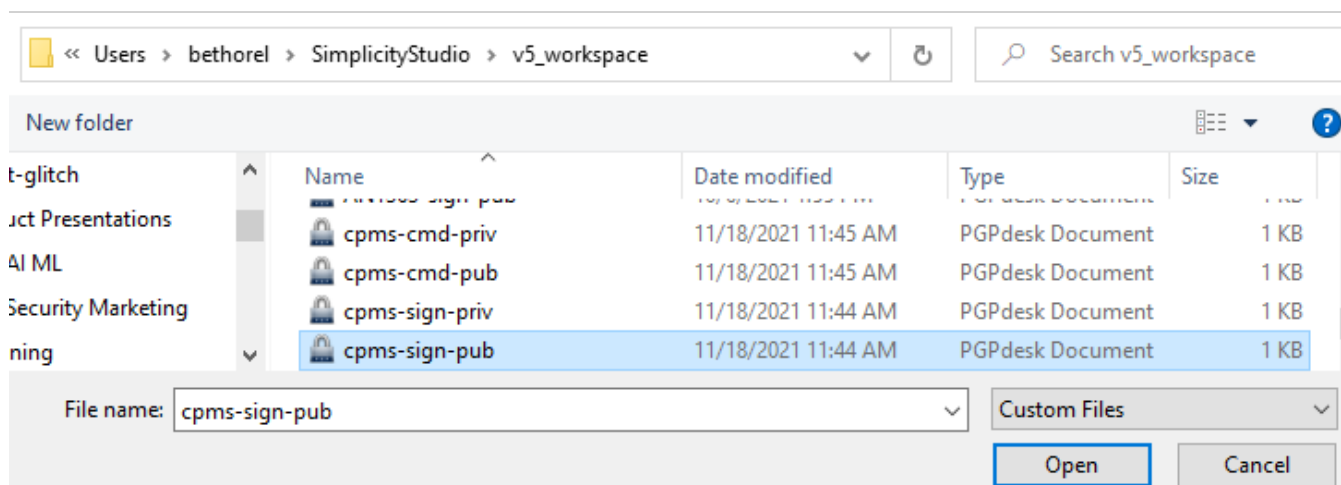 « Users > bethorel > SimplicityStudio > v5_workspace Search v5_workspace
New folder
t-glitch
uct Presentations
AI ML
Security Marketing
ning
Name Date modified Type Size
cpms-cmd-priv 11/18/2021 11:45 AM PGPdesk Document 1 KB
cpms-cmd-pub 11/18/2021 11:45 AM PGPdesk Document 1 KB
cpms-sign-priv 11/18/2021 11:44 AM PGPdesk Document 1 KB
cpms-sign-pub 11/18/2021 11:44 AM PGPdesk Document 1 KB
File name: cpms-sign-pub Custom Files
Open Cancel